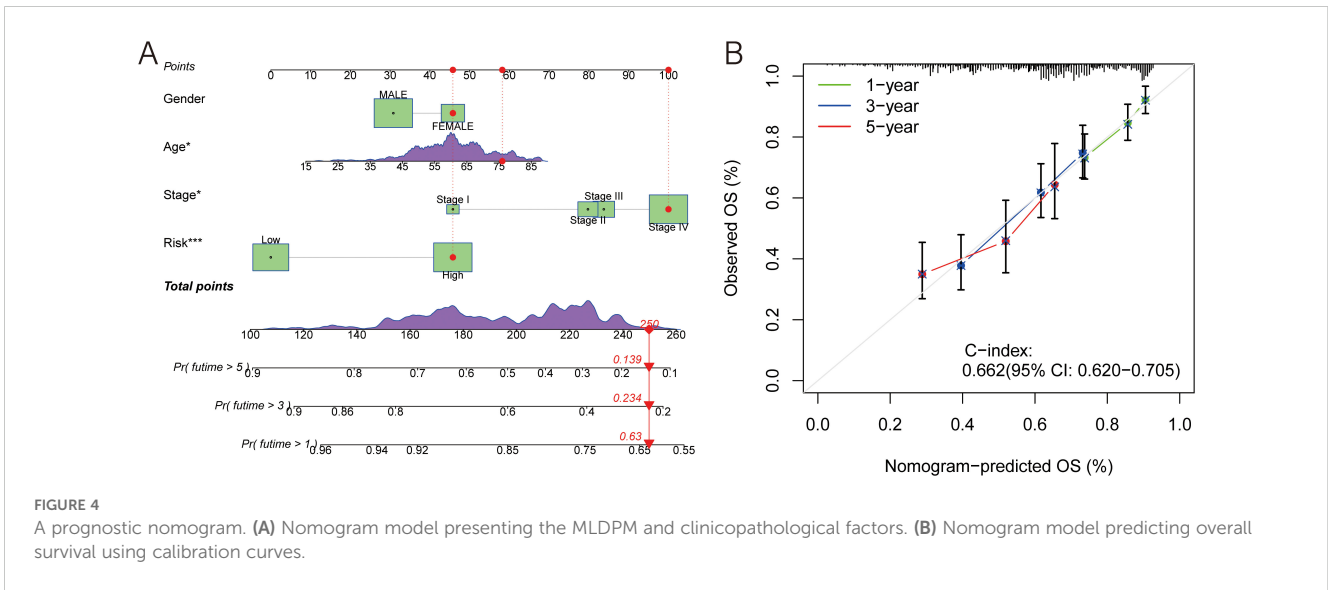 A
Points
0 10 20 30 40 50 60 70 80 90 100
Gender
MALE
FEMALE
Age*
15 25 35 45 55 65 75 85
Stage*
Stage I
Stage III
Stage II
Stage IV
Risk***
Low
High
Total points
250
100 120 140 160 180 200 220 240 260
0.139
Pr( futime > 5 )
0.9 0.8 0.7 0.6 0.5 0.4 0.3 0.2 0.1
0.234
Pr( futime > 3 )
0.9 0.86 0.8 0.6 0.4 0.2
0.63
Pr( futime > 1 )
0.96 0.94 0.92 0.85 0.75 0.65 0.55
B
1−year
3−year
5−year
Observed OS (%)
1.0
0.8
0.6
0.4
0.2
0.0
C−index:
0.662(95% CI: 0.620−0.705)
0.0 0.2 0.4 0.6 0.8 1.0
Nomogram−predicted OS (%)
FIGURE 4
A prognostic nomogram. (A) Nomogram model presenting the MLDPM and clinicopathological factors. (B) Nomogram model predicting overall
survival using calibration curves.